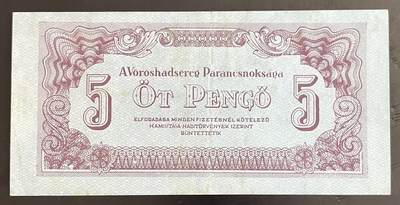 A Vöröshadsereg Parancsnoksága
5 ÖT PENGŐ 5
ELFOGADÁSA MINDEN FIZETÉSNÉL KÖTELEZŐ
HAMISÍTÁSA HADITÖRVÉNYEK SZERINT
BÜNTETTETIK